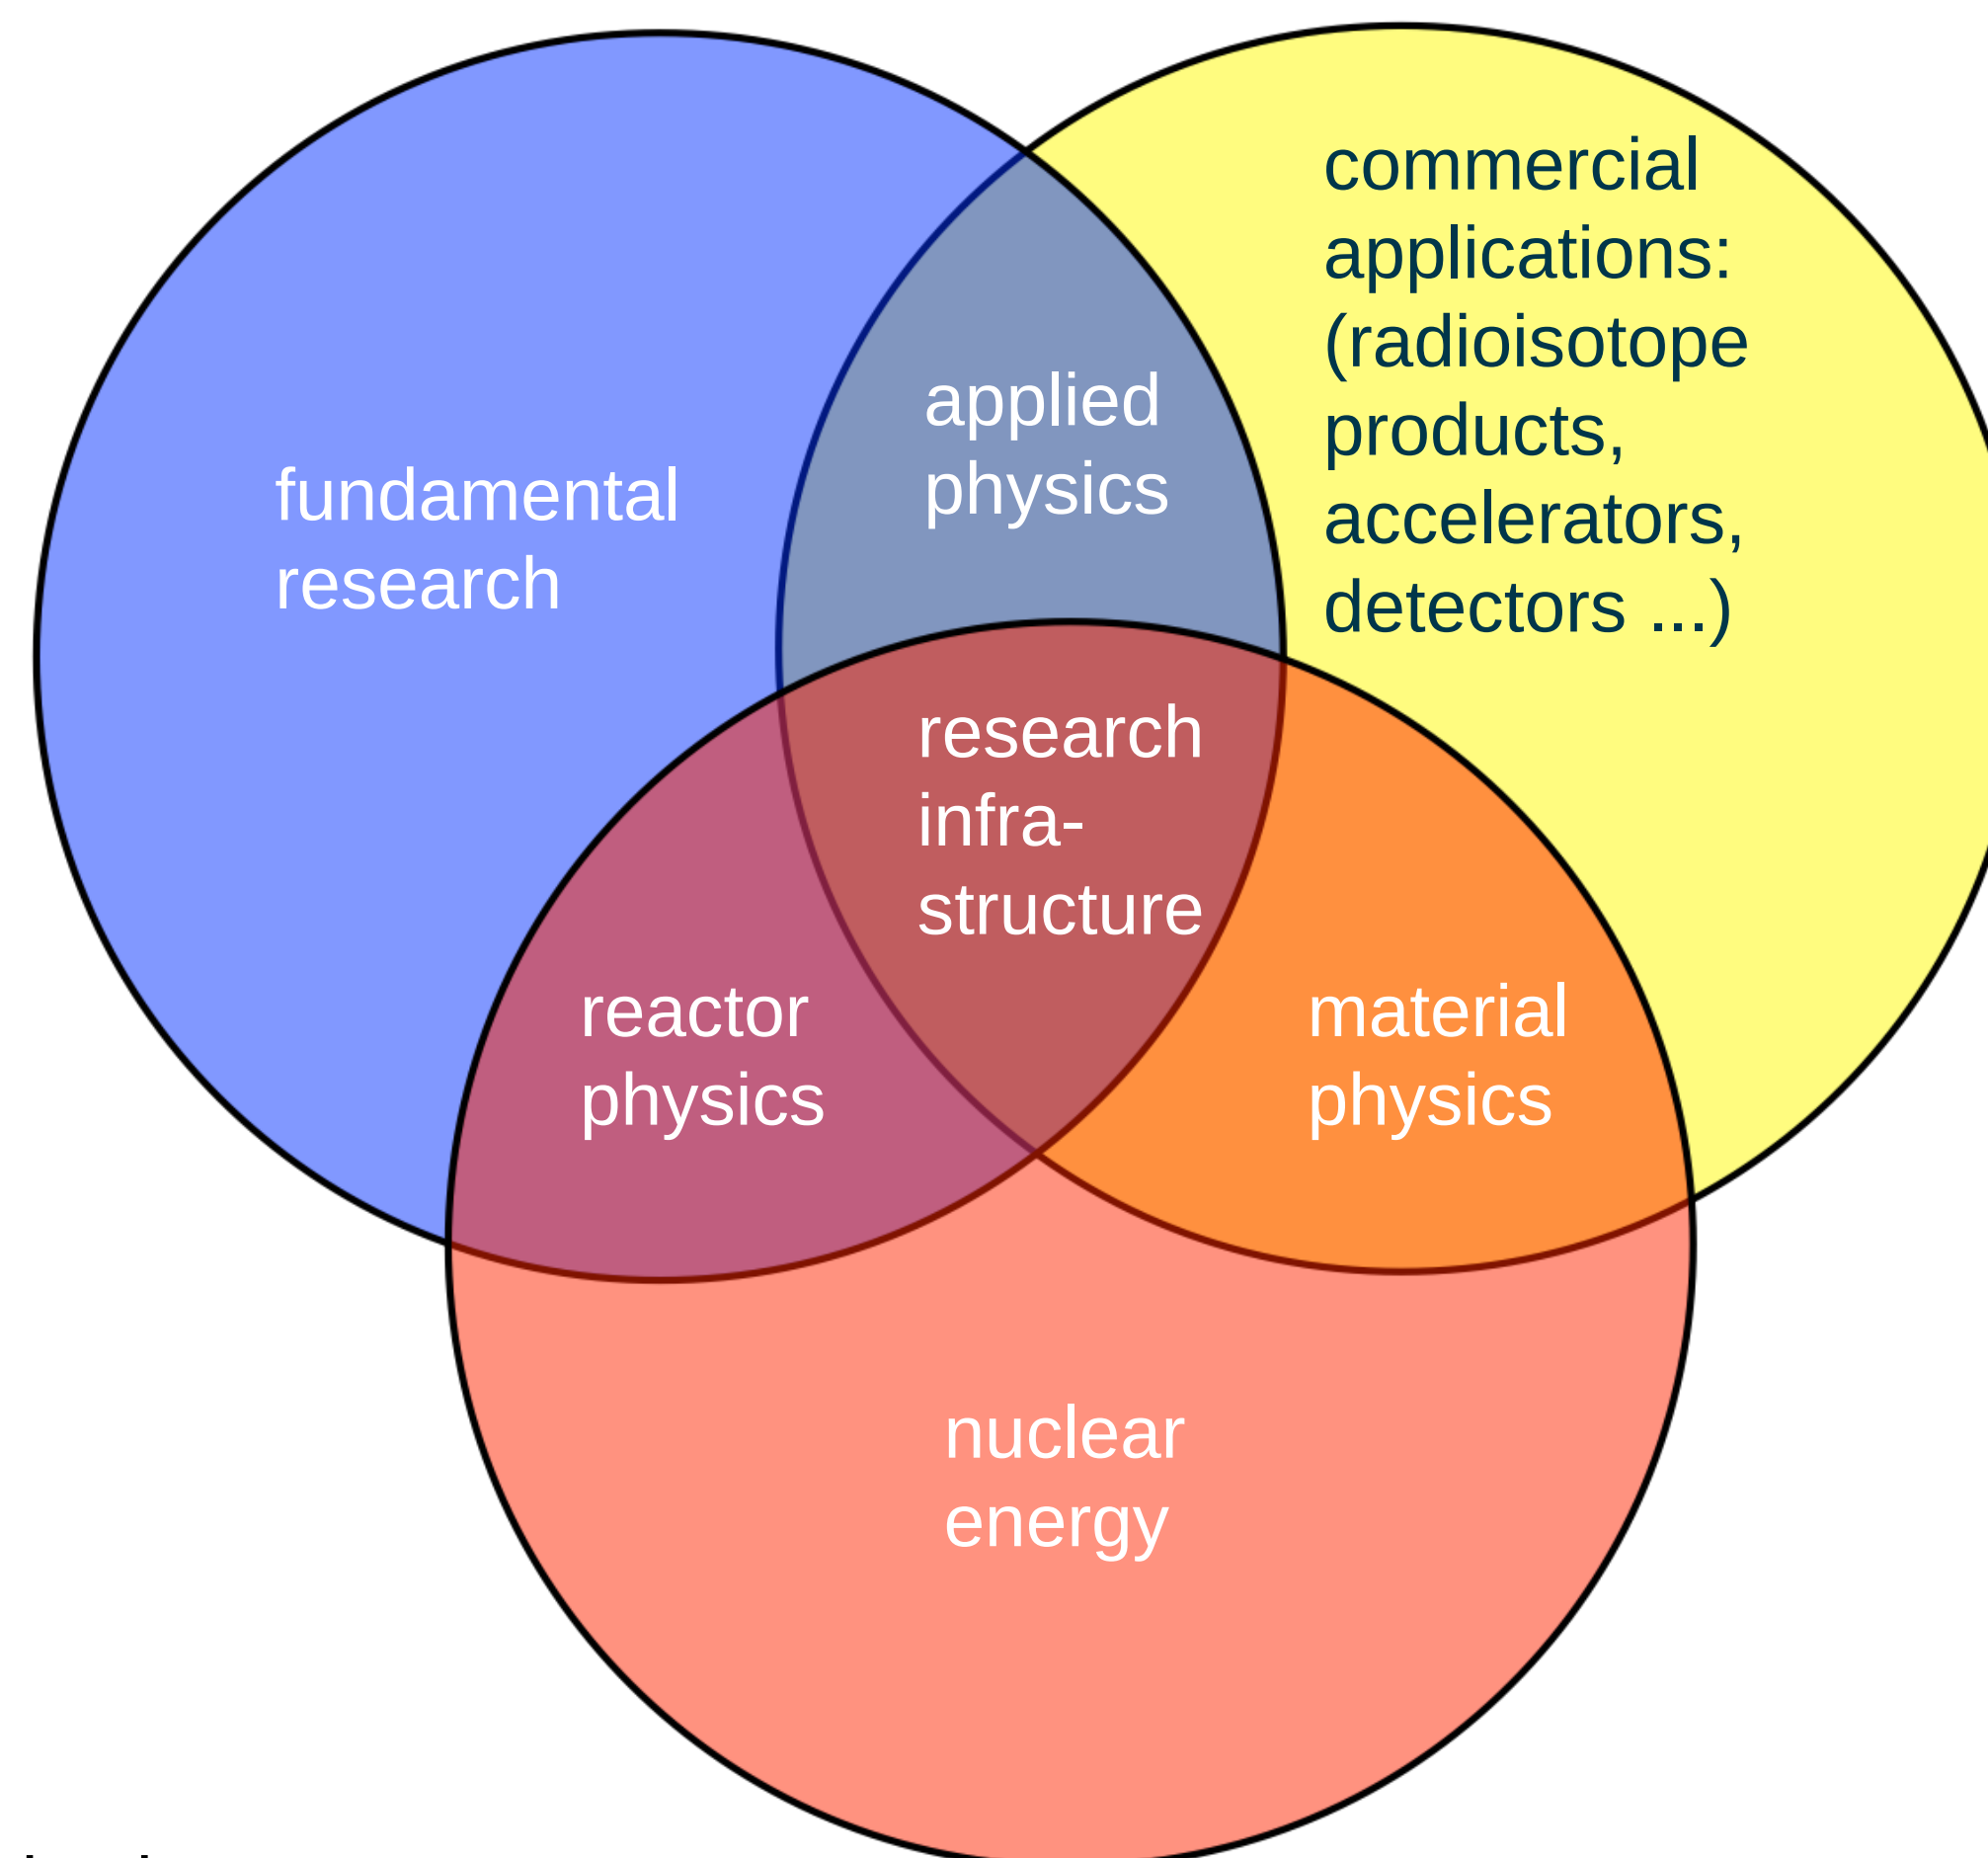 fundamental
research
applied
physics
commercial
applications:
(radioisotope
products,
accelerators,
detectors ...)
research
infra-
structure
reactor
physics
material
physics
nuclear
energy